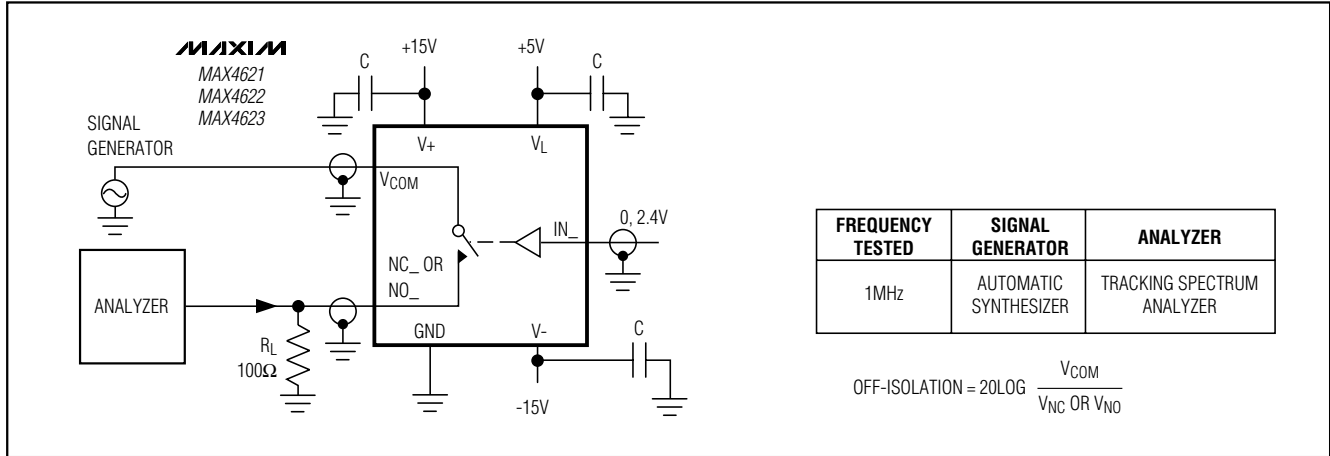 MAXIM
MAX4621
MAX4622
MAX4623
+15V
+5V
C
C
SIGNAL
GENERATOR
V+
VL
VCOM
IN_
0, 2.4V
NC_ OR
NO_
ANALYZER
RL
100Ω
GND
V-
C
-15V
FREQUENCY
TESTED
SIGNAL
GENERATOR
ANALYZER
1MHz
AUTOMATIC
SYNTHESIZER
TRACKING SPECTRUM
ANALYZER
OFF-ISOLATION = 20LOG VCOM
VNC OR VNO